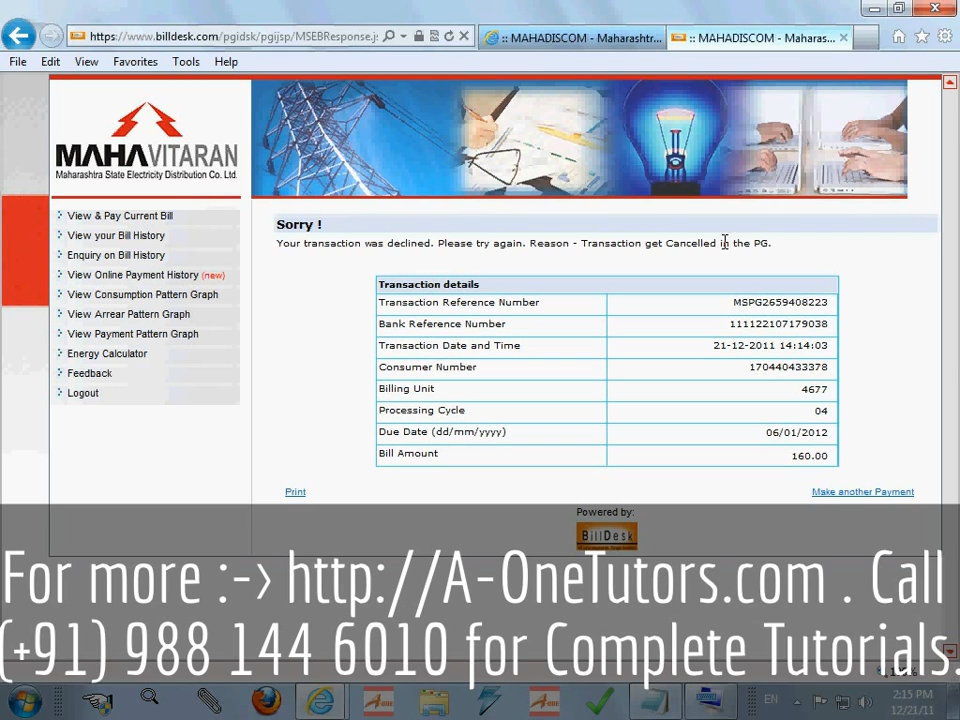 https://www.billdesk.com/pgidsk/pgijsp/MSEBResponse.js
:: MAHADISCOM - Maharashtr...
:: MAHADISCOM - Maharas...
File Edit View Favorites Tools Help
MAHAVITARAN
Maharashtra State Electricity Distribution Co. Ltd.
View & Pay Current Bill
View your Bill History
Enquiry on Bill History
View Online Payment History (new)
View Consumption Pattern Graph
View Arrear Pattern Graph
View Payment Pattern Graph
Energy Calculator
Feedback
Logout
Sorry !
Your transaction was declined. Please try again. Reason - Transaction get Cancelled in the PG.
Transaction details
Transaction Reference Number MSPG2659408223
Bank Reference Number 111122107179038
Transaction Date and Time 21-12-2011 14:14:03
Consumer Number 170440433378
Billing Unit 4677
Processing Cycle 04
Due Date (dd/mm/yyyy) 06/01/2012
Bill Amount 160.00
Print Make another Payment
Powered by:
BillDesk
For more :-> http://A-OneTutors.com . Call
(+91) 988 144 6010 for Complete Tutorials.
EN
2:15 PM
12/21/11